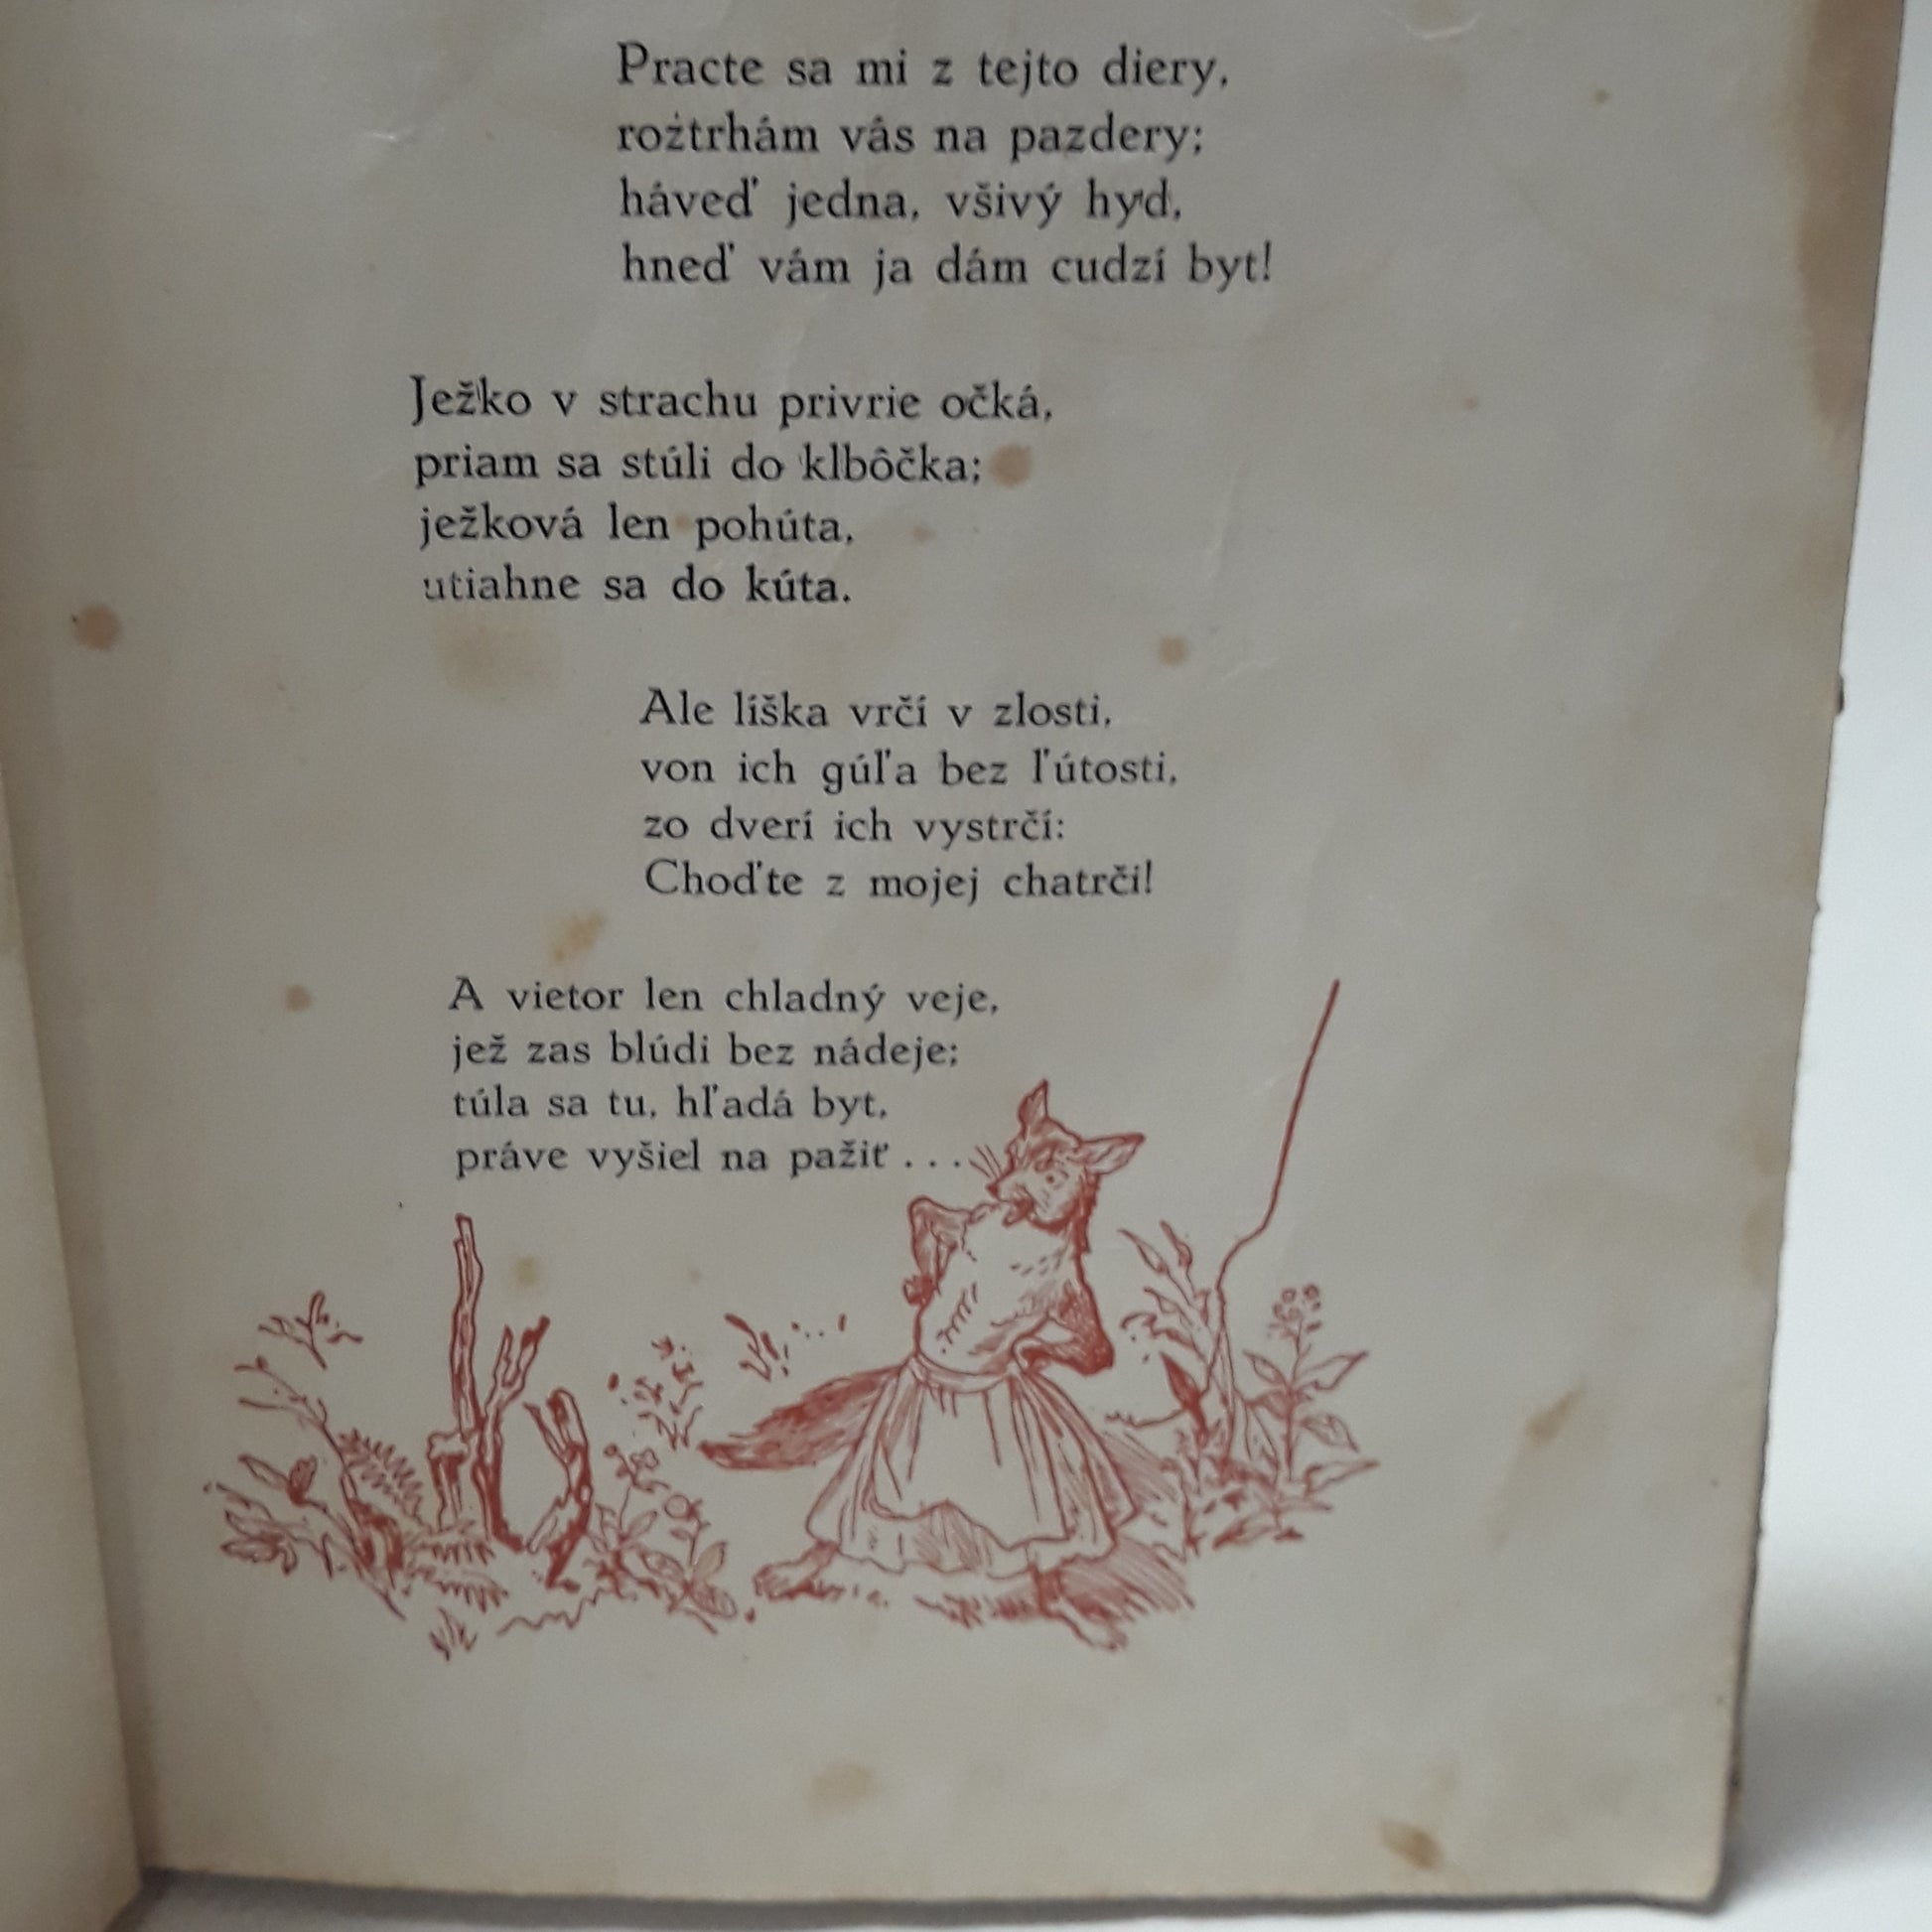 Practe sa mi z tejto diery,
roztrhám vás na pazdery;
háveď jedna, všivý hyd,
hneď vám ja dám cudzí byt!
Ježko v strachu privrie očká,
priam sa stúli do klbôčka;
ježková len pohúta,
utiahne sa do kúta.
Ale líška vrčí v zlosti,
von ich gúľa bez ľútosti,
zo dverí ich vystrčí:
Choďte z mojej chatrči!
A vietor len chladný veje,
jež zas blúdi bez nádeje;
túla sa tu, hľadá byt,
práve vyšiel na pažiť...